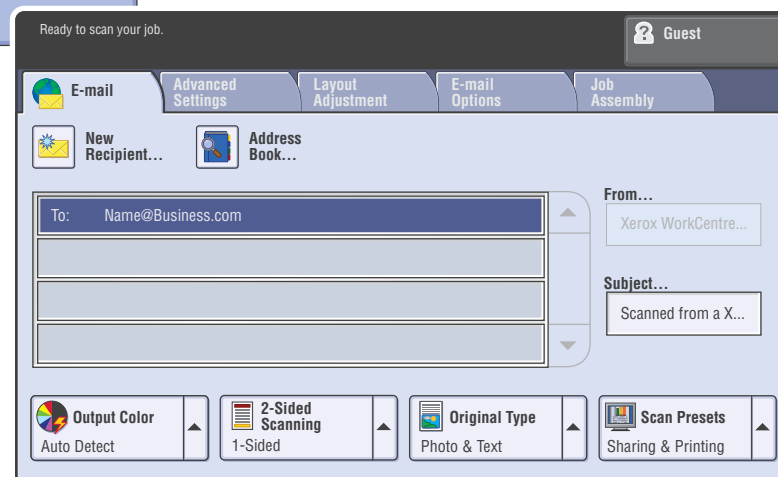 Ready to scan your job.
Guest
E-mail
Advanced
Settings
Layout
Adjustment
E-mail
Options
Job
Assembly
New
Recipient...
Address
Book...
To: Name@Business.com
From...
Xerox WorkCentre...
Subject...
Scanned from a X...
Output Color
Auto Detect
2-Sided
Scanning
1-Sided
Original Type
Photo & Text
Scan Presets
Sharing & Printing